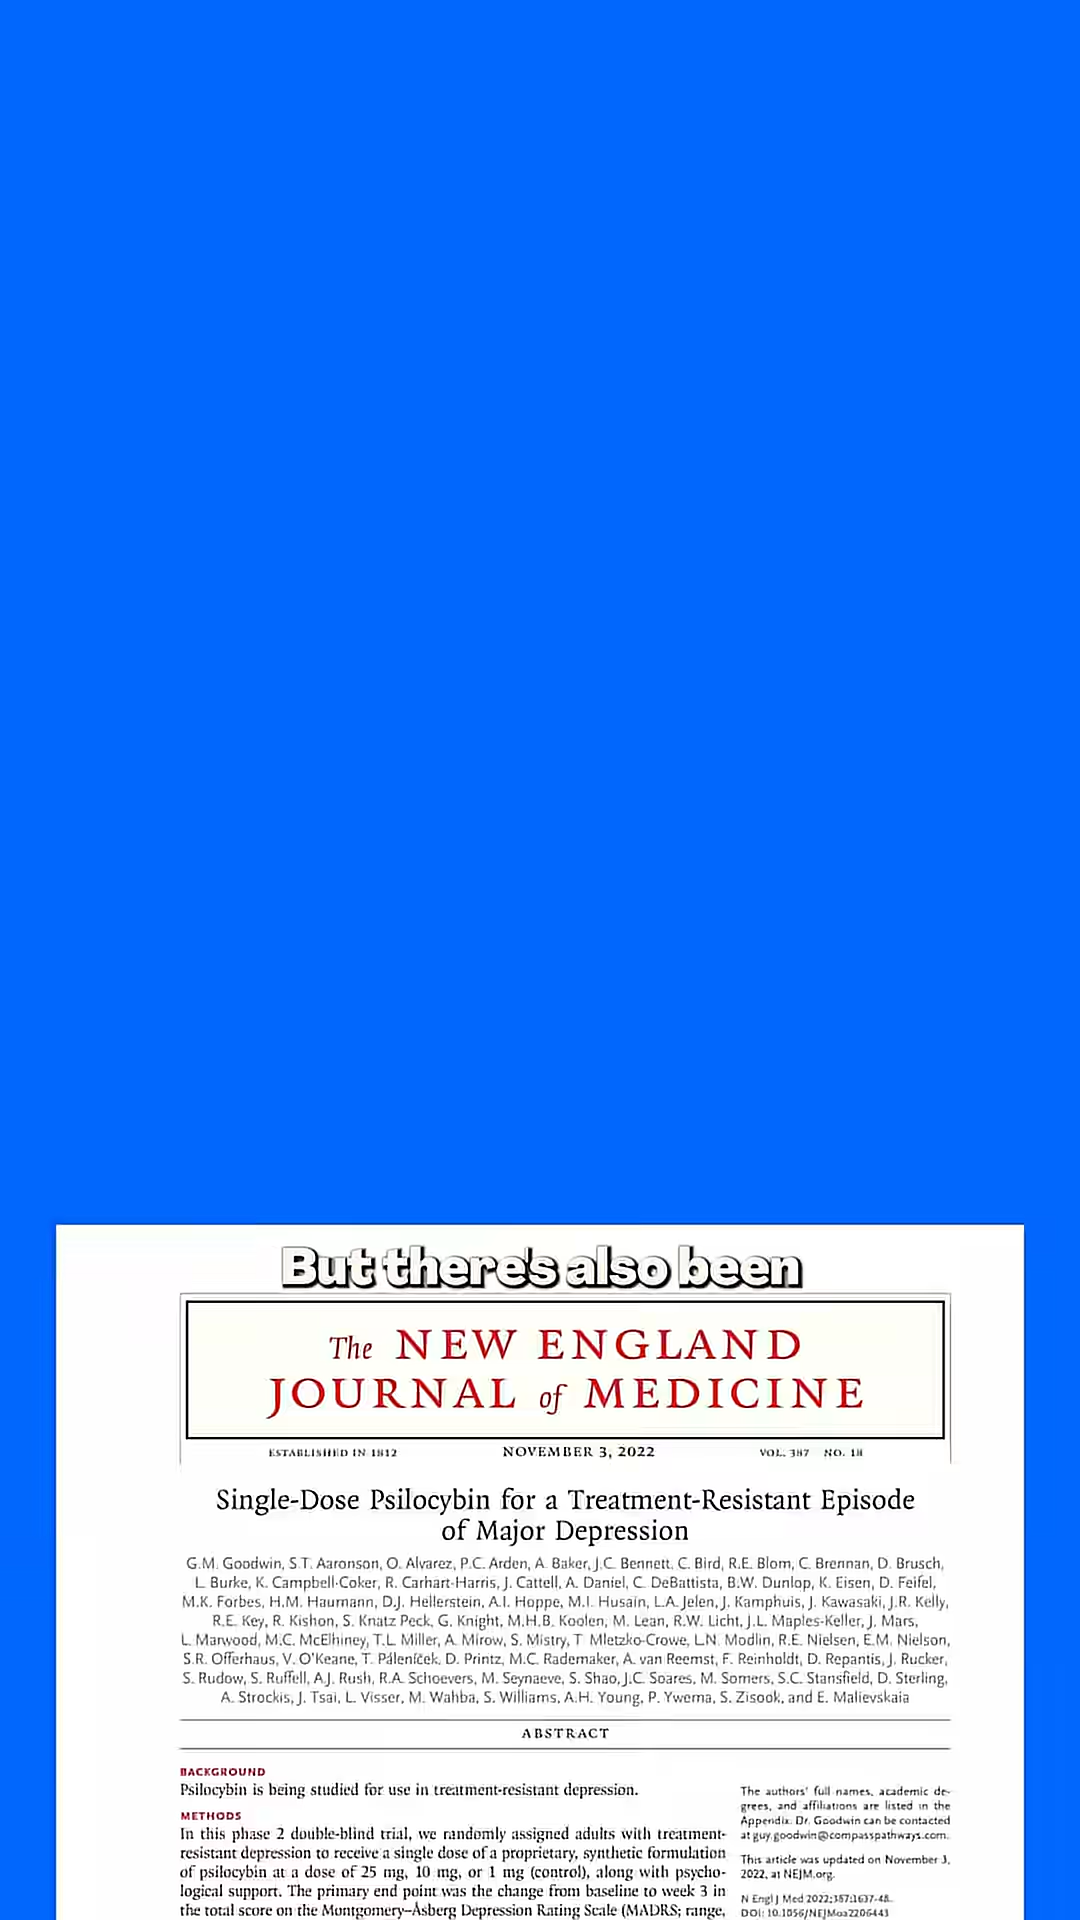 But there's also been
The NEW ENGLAND
JOURNAL of MEDICINE
ESTABLISHED IN 1812 NOVEMBER 3, 2022 VOL. 387 NO. 18
Single-Dose Psilocybin for a Treatment-Resistant Episode
of Major Depression
G.M. Goodwin, S.T. Aaronson, O. Alvarez, P.C. Arden, A. Baker, J.C. Bennett, C. Bird, R.E. Blom, C. Brennan, D. Brusch,
L. Burke, K. Campbell-Coker, R. Carhart-Harris, J. Cattell, A. Daniel, C. DeBattista, B.W. Dunlop, K. Eisen, D. Feifel,
M.K. Forbes, H.M. Haumann, D.J. Hellerstein, A.I. Hoppe, M.I. Husain, L.A. Jelen, J. Kamphuis, J. Kawasaki, J.R. Kelly,
R.E. Key, R. Kishon, S. Knatz Peck, G. Knight, M.H.B. Koolen, M. Lean, R.W. Licht, J.L. Maples-Keller, J. Mars,
L. Marwood, M.C. McElhiney, T.L. Miller, A. Mirow, S. Mistry, T. Mletzko-Crowe, L.N. Modlin, R.E. Nielsen, E.M. Nielson,
S.R. Offerhaus, V. O'Keane, T. Páleníček, D. Printz, M.C. Rademaker, A. van Reemst, F. Reinholdt, D. Repantis, J. Rucker,
S. Rudow, S. Ruffell, A.J. Rush, R.A. Schoevers, M. Seynaeve, S. Shao, J.C. Soares, M. Somers, S.C. Stansfield, D. Sterling,
A. Strockis, J. Tsai, L. Visser, M. Wahba, S. Williams, A.H. Young, P. Ywema, S. Zisook, and E. Malievskaia
ABSTRACT
BACKGROUND
Psilocybin is being studied for use in treatment-resistant depression.
METHODS
In this phase 2 double-blind trial, we randomly assigned adults with treatment-
resistant depression to receive a single dose of a proprietary, synthetic formulation
of psilocybin at a dose of 25 mg, 10 mg, or 1 mg (control), along with psycho-
logical support. The primary end point was the change from baseline to week 3 in
the total score on the Montgomery–Åsberg Depression Rating Scale (MADRS; range,
The authors' full names, academic de-
grees, and affiliations are listed in the
Appendix. Dr. Goodwin can be contacted
at guy.goodwin@compasspathways.com.
This article was updated on November 3,
2022, at NEJM.org.
N Engl J Med 2022;387:1637-48.
DOI: 10.1056/NEJMoa2206443